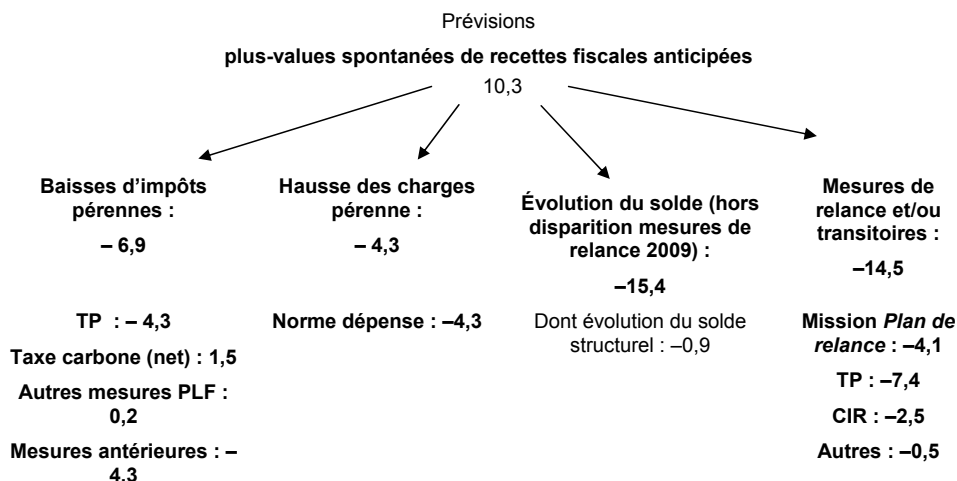 Prévisions
plus-values spontanées de recettes fiscales anticipées
10,3
Baisses d'impôts
pérennes :
– 6,9
TP : – 4,3
Taxe carbone (net) : 1,5
Autres mesures PLF :
0,2
Mesures antérieures : –
4,3
Hausse des charges
pérenne :
– 4,3
Norme dépense : –4,3
Évolution du solde (hors
disparition mesures de
relance 2009) :
–15,4
Dont évolution du solde
structurel : –0,9
Mesures de
relance et/ou
transitoires :
–14,5
Mission Plan de
relance : –4,1
TP : –7,4
CIR : –2,5
Autres : –0,5